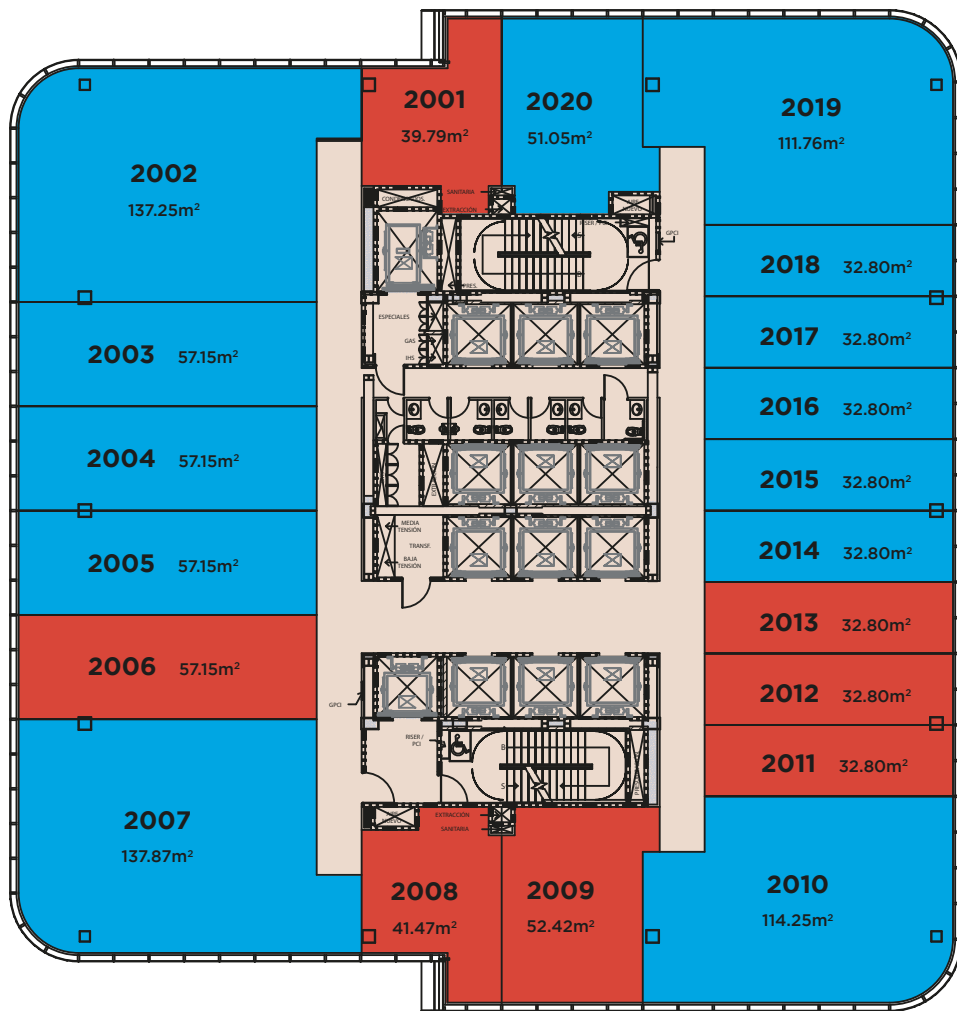 2001
39.79m²
2020
51.05m²
2019
111.76m²
2002
137.25m²
SANITARIA
EXTRACCIÓN
RISER / PCI
GPCI
S
B
PRES.
2018 32.80m²
ESPECIALES
GAS
IHS
2003 57.15m²
2017 32.80m²
2016 32.80m²
2004 57.15m²
2015 32.80m²
MEDIA
TENSIÓN
TRANSF.
BAJA
TENSIÓN
2005 57.15m²
2014 32.80m²
2013 32.80m²
2006 57.15m²
2012 32.80m²
GPCI
RISER /
PCI
B
S
2011 32.80m²
2007
137.87m²
EXTRACCIÓN
SANITARIA
2008
41.47m²
2009
52.42m²
2010
114.25m²